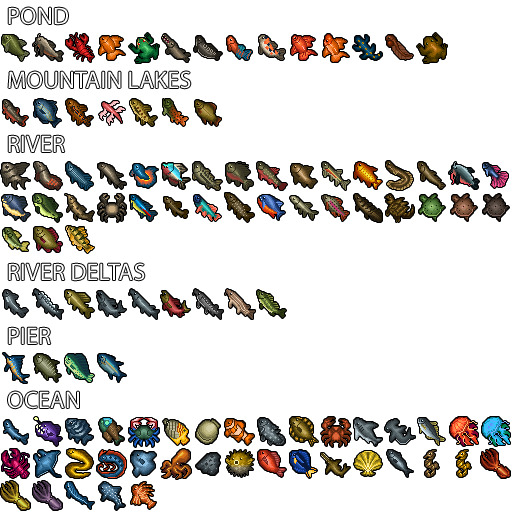 POND
MOUNTAIN LAKES
RIVER
RIVER DELTAS
PIER
OCEAN